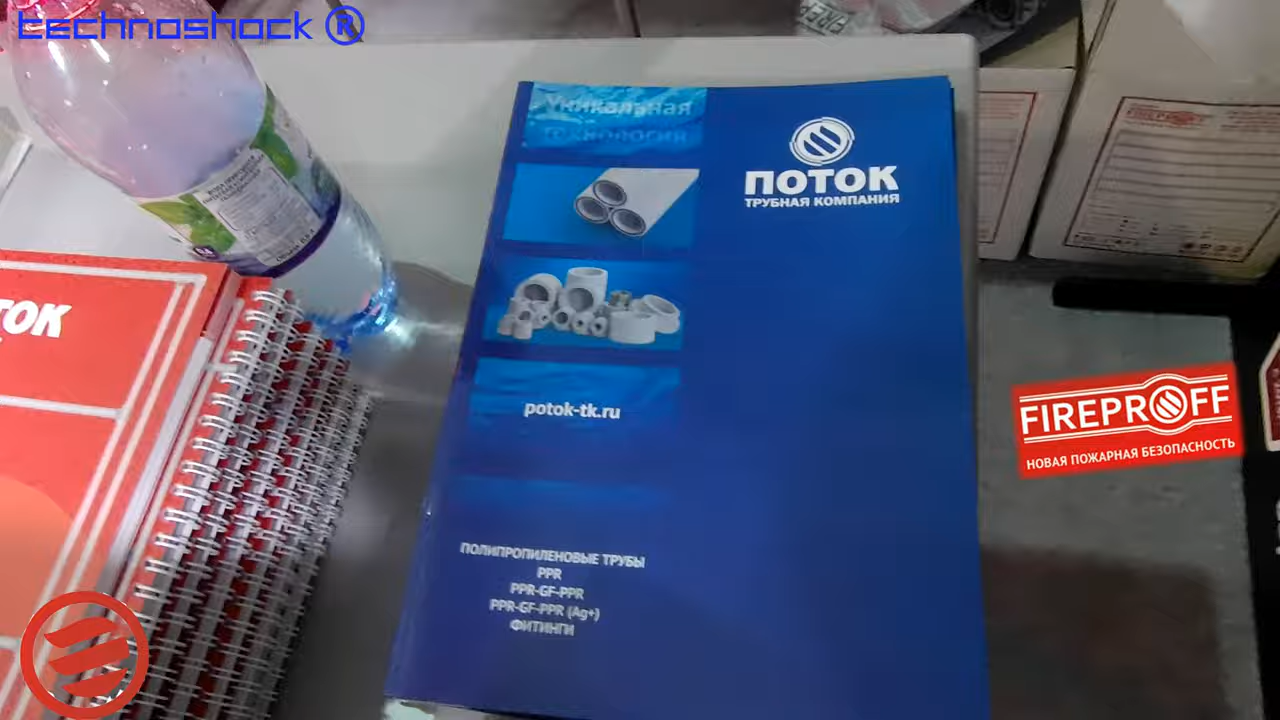 technoshock ®
Уникальная
технология
ПОТОК
ТРУБНАЯ КОМПАНИЯ
potok-tk.ru
ПОЛИПРОПИЛЕНОВЫЕ ТРУБЫ
PPR
PPR-GF-PPR
PPR-GF-PPR (Ag+)
ФИТИНГИ
ТОК
FIREPROFF
НОВАЯ ПОЖАРНАЯ БЕЗОПАСНОСТЬ
FIREPROFF